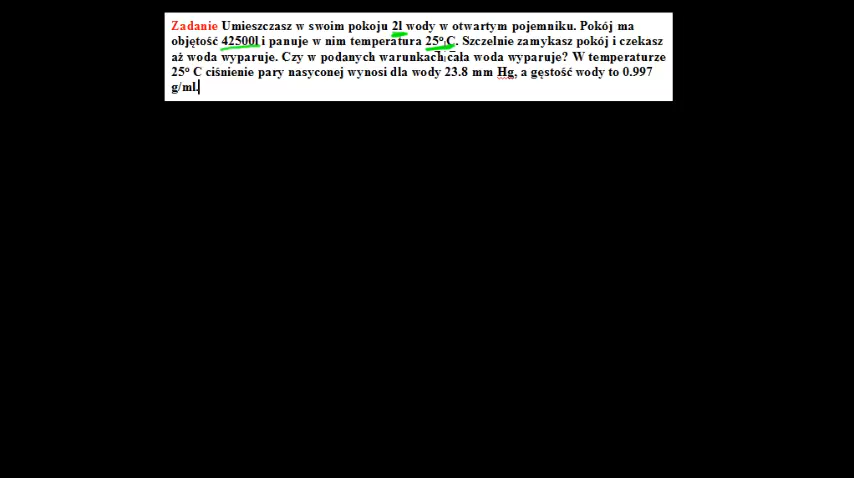 Zadanie Umieszczasz w swoim pokoju 2l wody w otwartym pojemniku. Pokój ma
objętość 42500l i panuje w nim temperatura 25º C. Szczelnie zamykasz pokój i czekasz
aż woda wyparuje. Czy w podanych warunkach cała woda wyparuje? W temperaturze
25º C ciśnienie pary nasyconej wynosi dla wody 23.8 mm Hg, a gęstość wody to 0.997
g/ml.